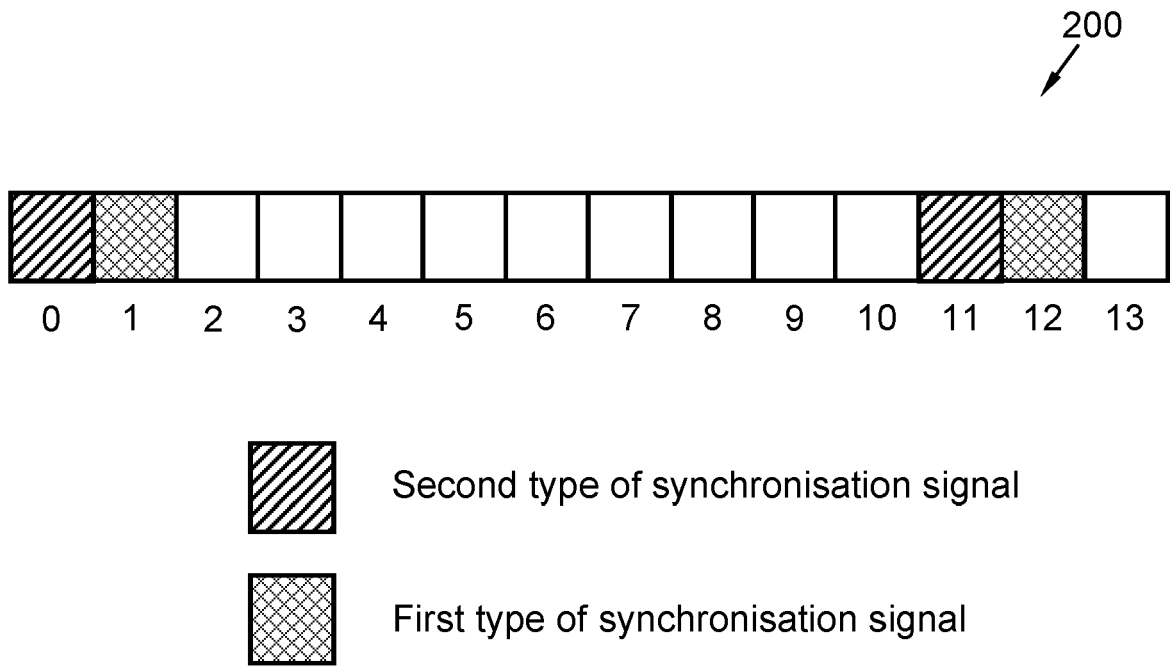 200
0 1 2 3 4 5 6 7 8 9 10 11 12 13
Second type of synchronisation signal
First type of synchronisation signal